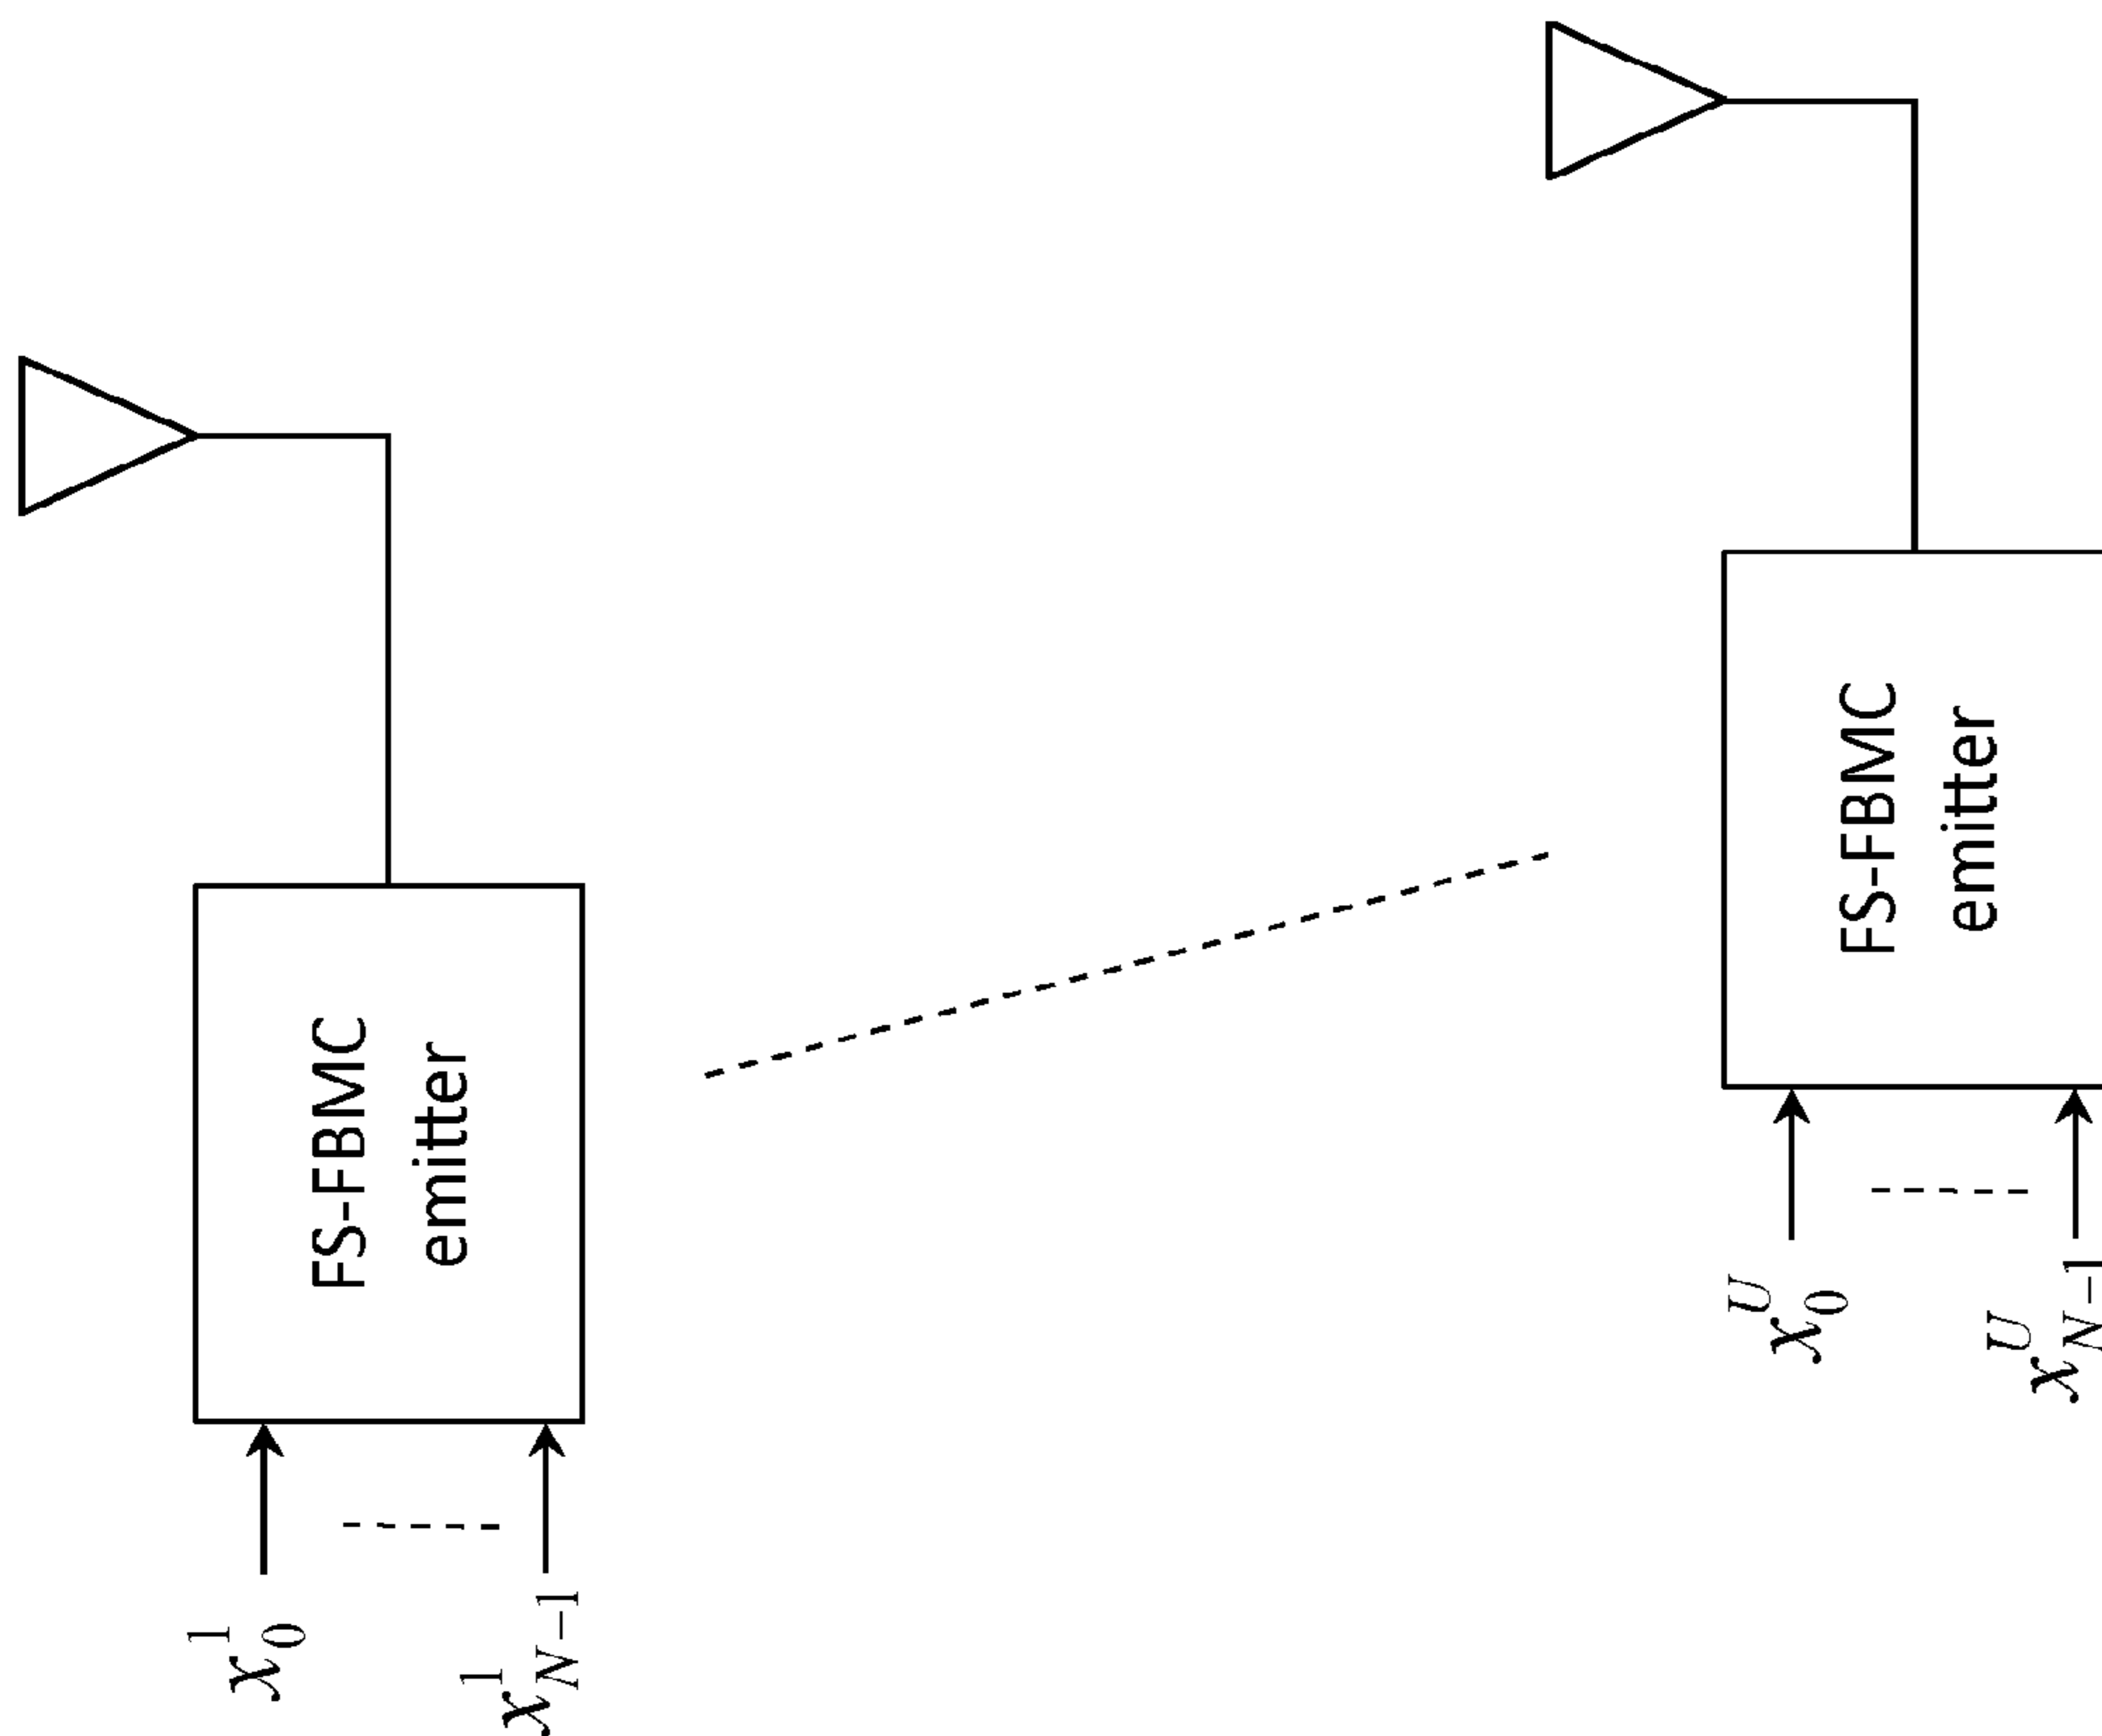 $x_0^1$
$x_{N-1}^1$
FS-FBMC
emitter
$x_0^U$
$x_{N-1}^U$
FS-FBMC
emitter